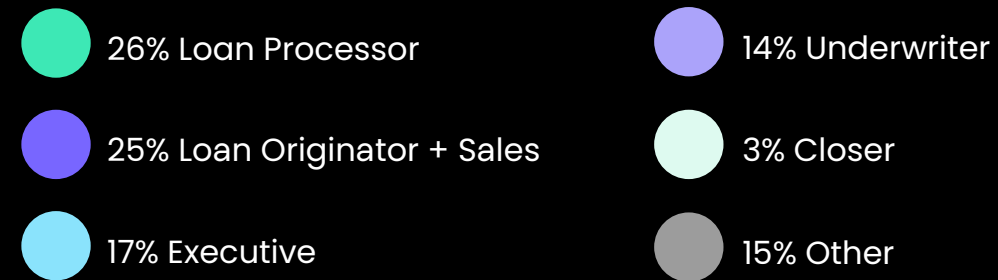 26% Loan Processor
25% Loan Originator + Sales
17% Executive
14% Underwriter
3% Closer
15% Other